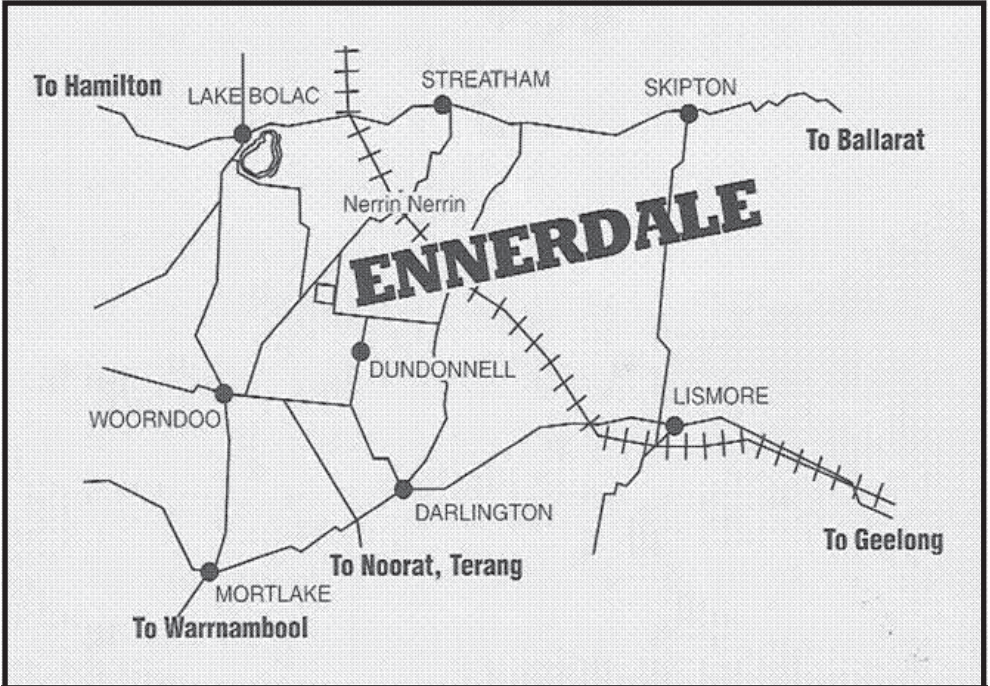 To Hamilton
LAKE BOLAC
STREATHAM
SKIPTON
To Ballarat
Nerrin Nerrin
ENNERDALE
DUNDONNELL
LISMORE
WOORNDOO
DARLINGTON
To Geelong
To Noorat, Terang
MORTLAKE
To Warrnambool